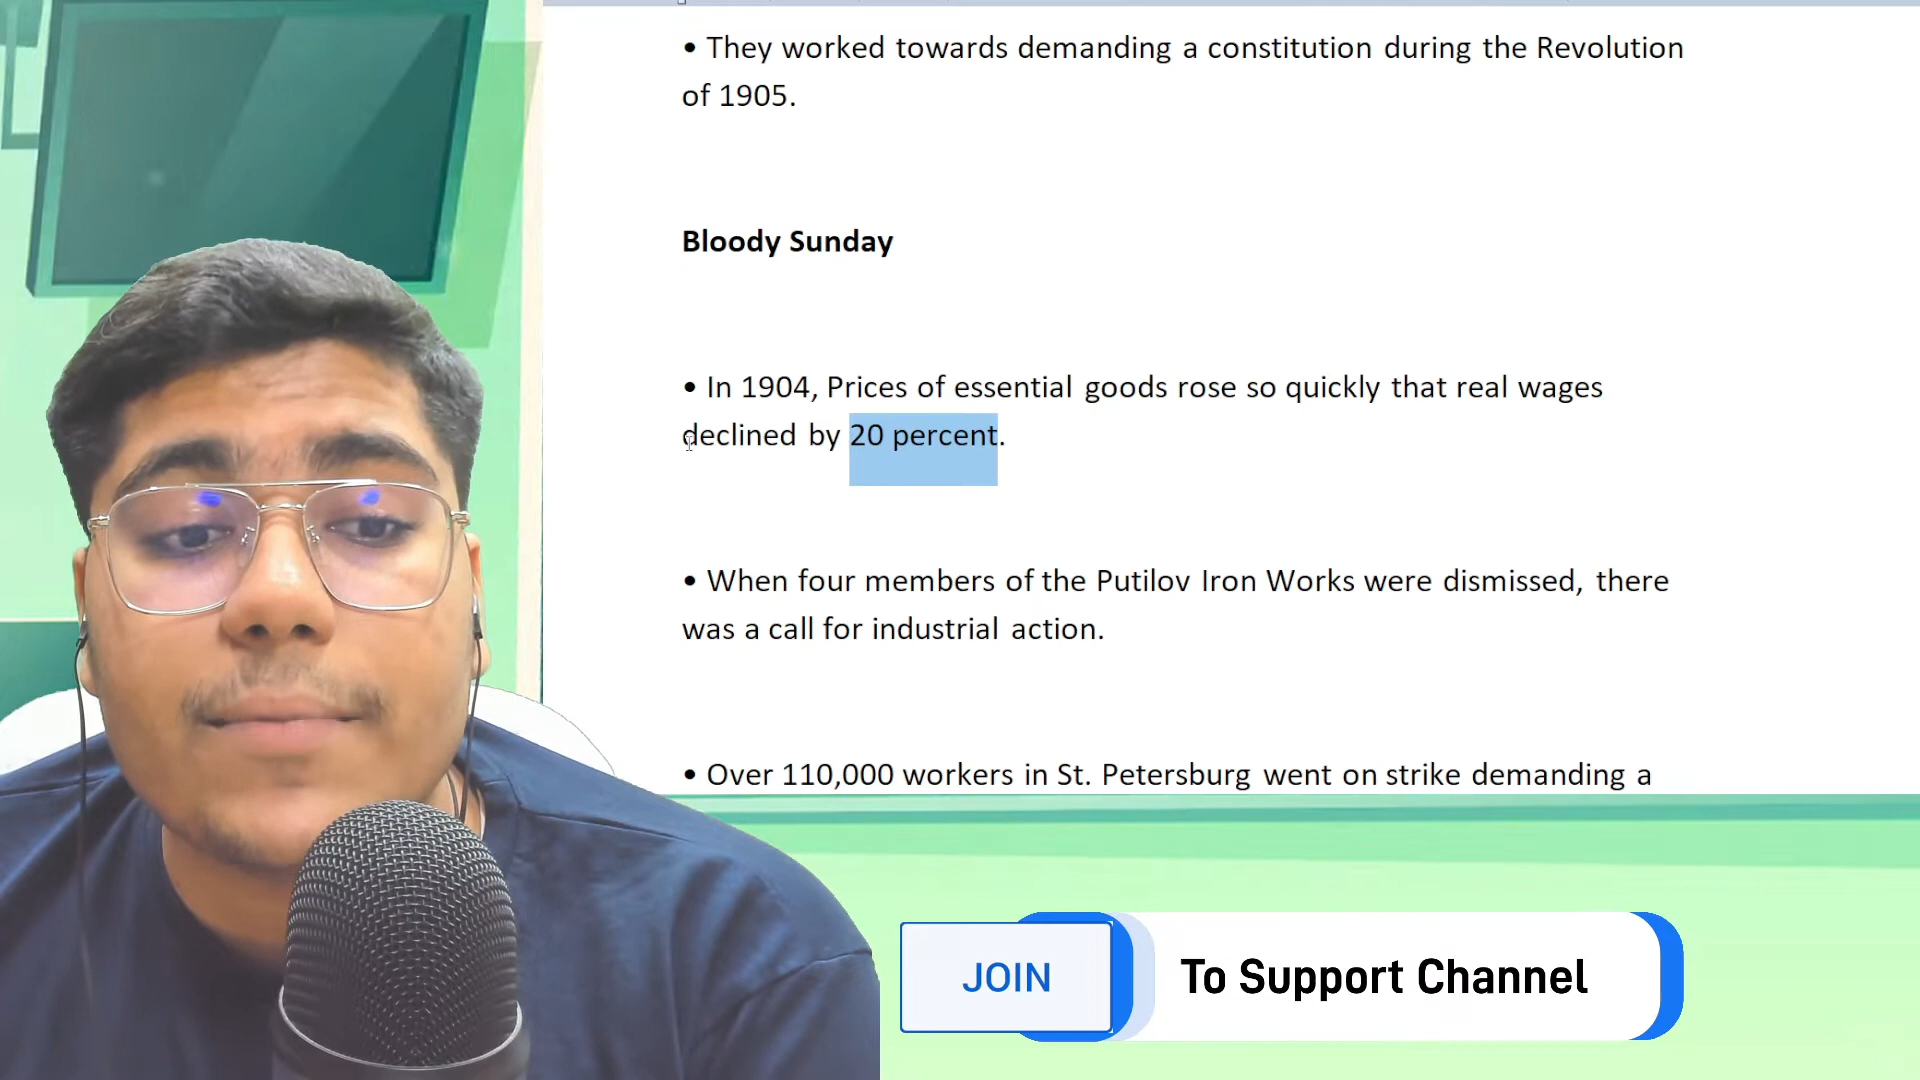 • They worked towards demanding a constitution during the Revolution
of 1905.
Bloody Sunday
• In 1904, Prices of essential goods rose so quickly that real wages
declined by 20 percent.
• When four members of the Putilov Iron Works were dismissed, there
was a call for industrial action.
• Over 110,000 workers in St. Petersburg went on strike demanding a
JOIN To Support Channel